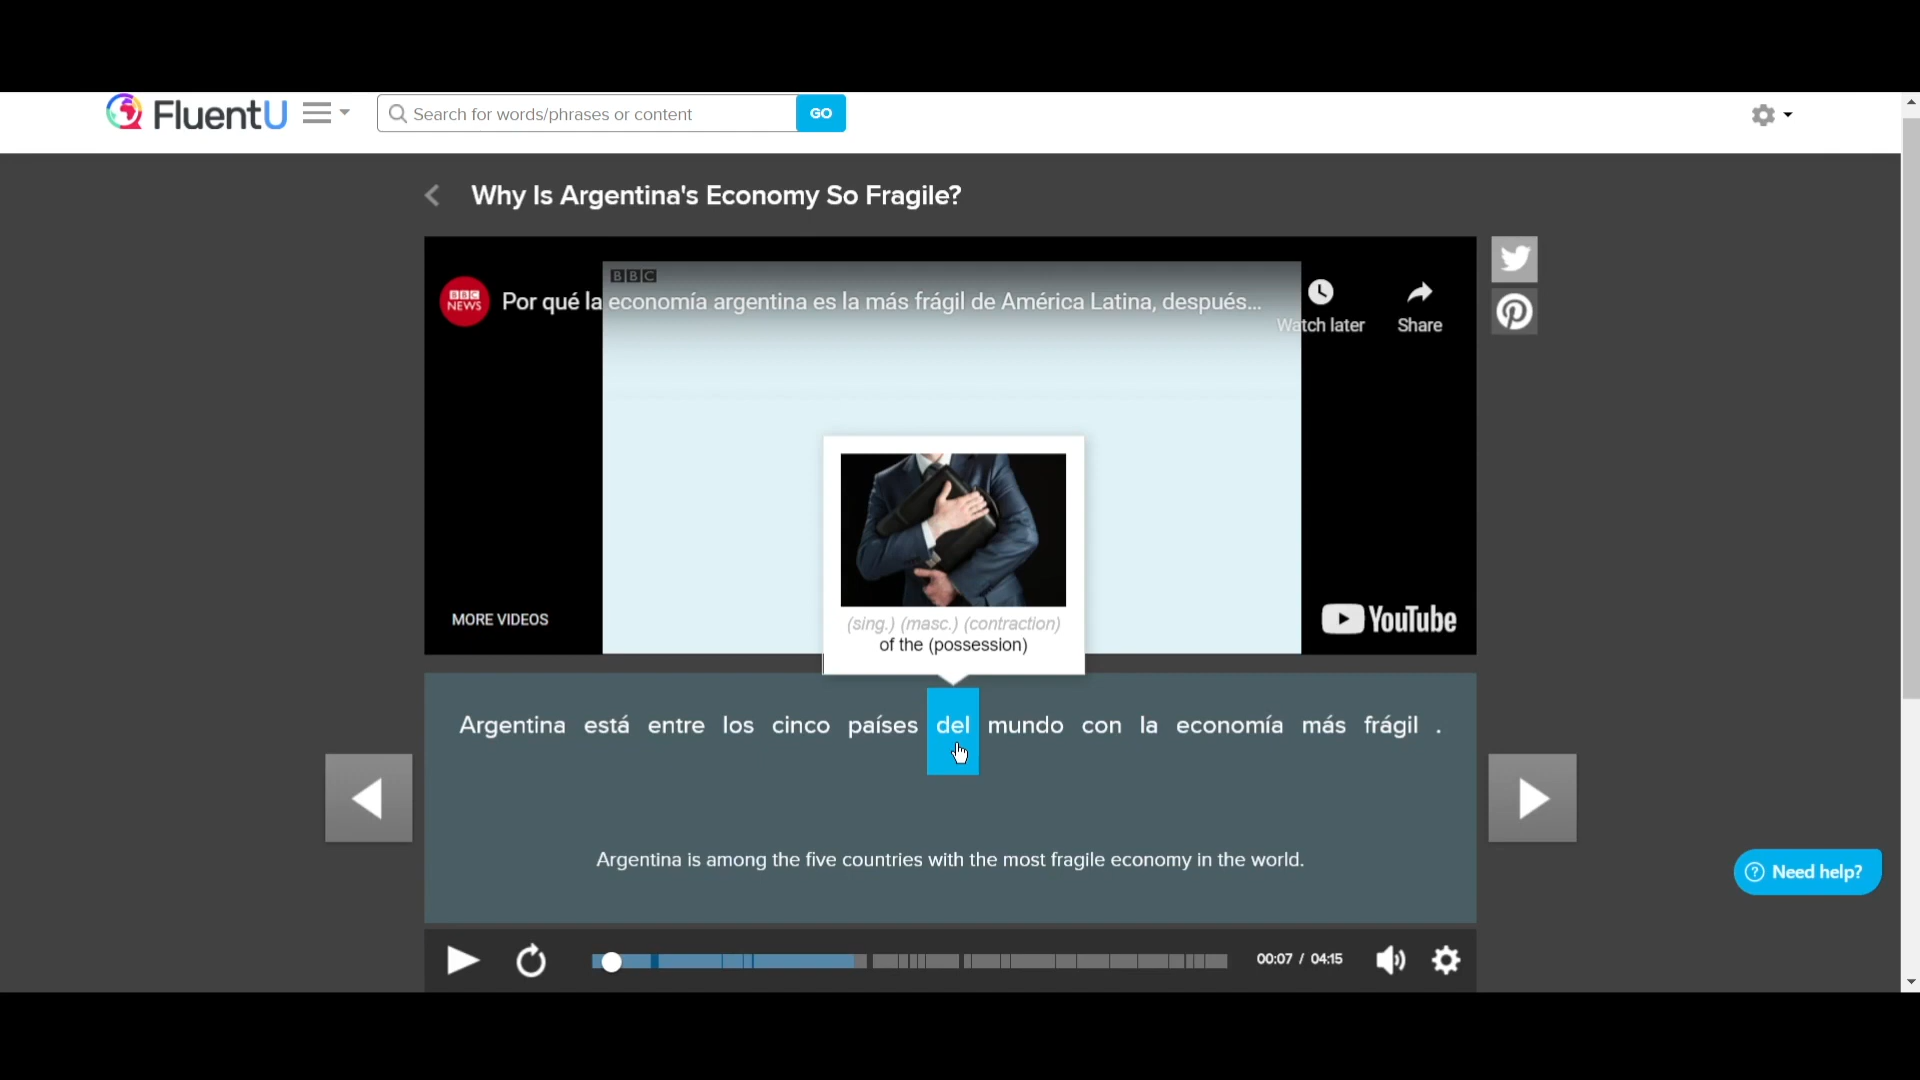 FluentU
Search for words/phrases or content
GO
Why Is Argentina's Economy So Fragile?
BBC
BBC
NEWS
Por qué la economía argentina es la más frágil de América Latina, después...
Watch later
Share
MORE VIDEOS
YouTube
(sing.) (masc.) (contraction)
of the (possession)
Argentina está entre los cinco países del mundo con la economía más frágil .
Argentina is among the five countries with the most fragile economy in the world.
? Need help?
00:07 / 04:15